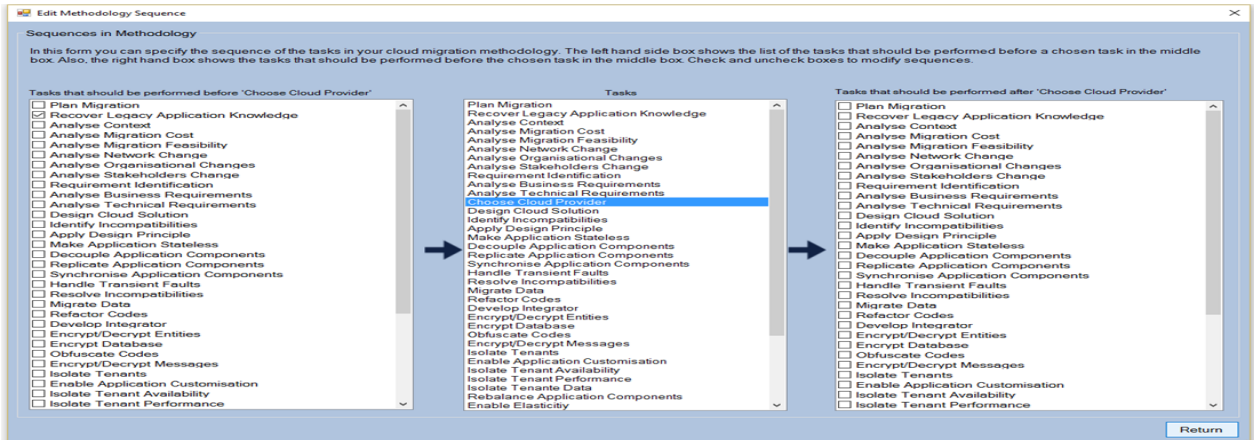 Edit Methodology Sequence
Sequences in Methodology
In this form you can specify the sequence of the tasks in your cloud migration methodology. The left hand side box shows the list of the tasks that should be performed before a chosen task in the middle
box. Also, the right hand box shows the tasks that should be performed before the chosen task in the middle box. Check and uncheck boxes to modify sequences.
Tasks that should be performed before 'Choose Cloud Provider'
Plan Migration
Recover Legacy Application Knowledge
Analyse Context
Analyse Migration Cost
Analyse Migration Feasibility
Analyse Network Change
Analyse Organisational Changes
Analyse Stakeholders Change
Requirement Identification
Analyse Business Requirements
Analyse Technical Requirements
Design Cloud Solution
Identify Incompatibilities
Apply Design Principle
Make Application Stateless
Decouple Application Components
Replicate Application Components
Synchronise Application Components
Handle Transient Faults
Resolve Incompatibilities
Migrate Data
Refactor Codes
Develop Integrator
Encrypt/Decrypt Entities
Encrypt Database
Obfuscate Codes
Encrypt/Decrypt Messages
Isolate Tenants
Enable Application Customisation
Isolate Tenant Availability
Isolate Tenant Performance
Tasks
Plan Migration
Recover Legacy Application Knowledge
Analyse Context
Analyse Migration Cost
Analyse Migration Feasibility
Analyse Network Change
Analyse Organisational Changes
Analyse Stakeholders Change
Requirement Identification
Analyse Business Requirements
Analyse Technical Requirements
Choose Cloud Provider
Design Cloud Solution
Identify Incompatibilities
Apply Design Principle
Make Application Stateless
Decouple Application Components
Replicate Application Components
Synchronise Application Components
Handle Transient Faults
Resolve Incompatibilities
Migrate Data
Refactor Codes
Develop Integrator
Encrypt/Decrypt Entities
Encrypt Database
Obfuscate Codes
Encrypt/Decrypt Messages
Isolate Tenants
Enable Application Customisation
Isolate Tenant Availability
Isolate Tenant Performance
Isolate Tenante Data
Rebalance Application Components
Enable Elasticitiy
Tasks that should be performed after 'Choose Cloud Provider'
Plan Migration
Recover Legacy Application Knowledge
Analyse Context
Analyse Migration Cost
Analyse Migration Feasibility
Analyse Network Change
Analyse Organisational Changes
Analyse Stakeholders Change
Requirement Identification
Analyse Business Requirements
Analyse Technical Requirements
Design Cloud Solution
Identify Incompatibilities
Apply Design Principle
Make Application Stateless
Decouple Application Components
Replicate Application Components
Synchronise Application Components
Handle Transient Faults
Resolve Incompatibilities
Migrate Data
Refactor Codes
Develop Integrator
Encrypt/Decrypt Entities
Encrypt Database
Obfuscate Codes
Encrypt/Decrypt Messages
Isolate Tenants
Enable Application Customisation
Isolate Tenant Availability
Isolate Tenant Performance
Return